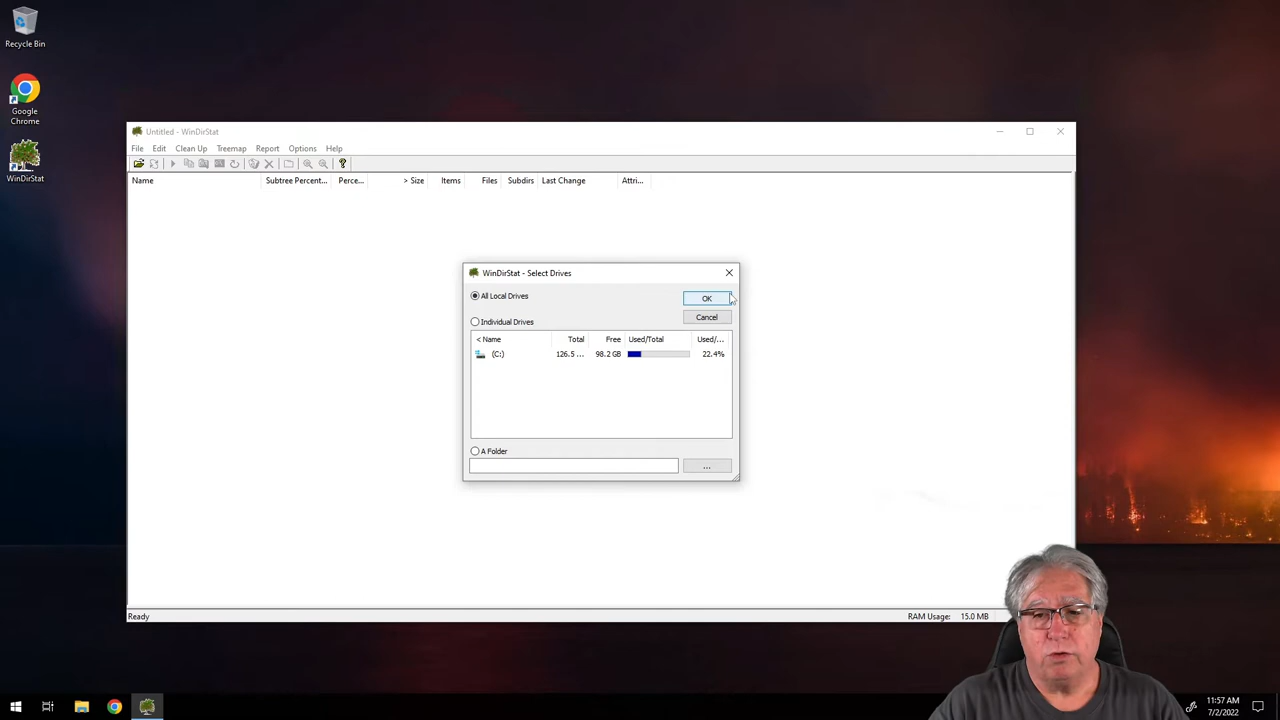 Recycle Bin
Google
Chrome
WinDirStat
Untitled - WinDirStat
File Edit Clean Up Treemap Report Options Help
Name Subtree Percent... Perce... > Size Items Files Subdirs Last Change Attri...
WinDirStat - Select Drives
All Local Drives
OK
Cancel
Individual Drives
< Name Total Free Used/Total Used/...
(C:) 126.5 ... 98.2 GB 22.4%
A Folder
...
Ready RAM Usage: 15.0 MB
11:57 AM
7/2/2022